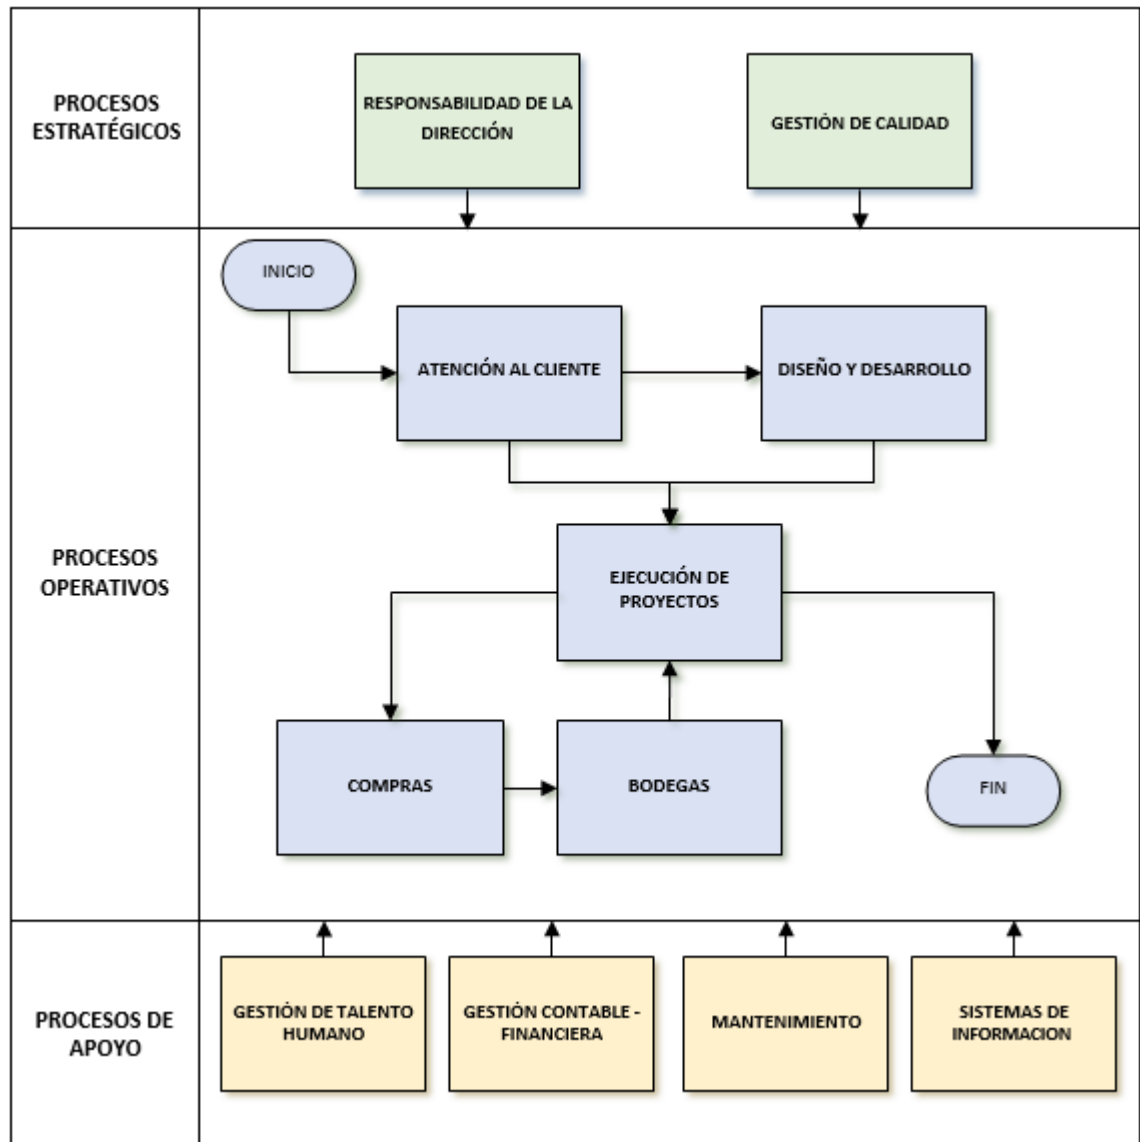 PROCESOS
ESTRATÉGICOS
RESPONSABILIDAD DE LA
DIRECCIÓN
GESTIÓN DE CALIDAD
PROCESOS
OPERATIVOS
INICIO
ATENCIÓN AL CLIENTE
DISEÑO Y DESARROLLO
EJECUCIÓN DE
PROYECTOS
COMPRAS
BODEGAS
FIN
PROCESOS DE
APOYO
GESTIÓN DE TALENTO
HUMANO
GESTIÓN CONTABLE -
FINANCIERA
MANTENIMIENTO
SISTEMAS DE
INFORMACION